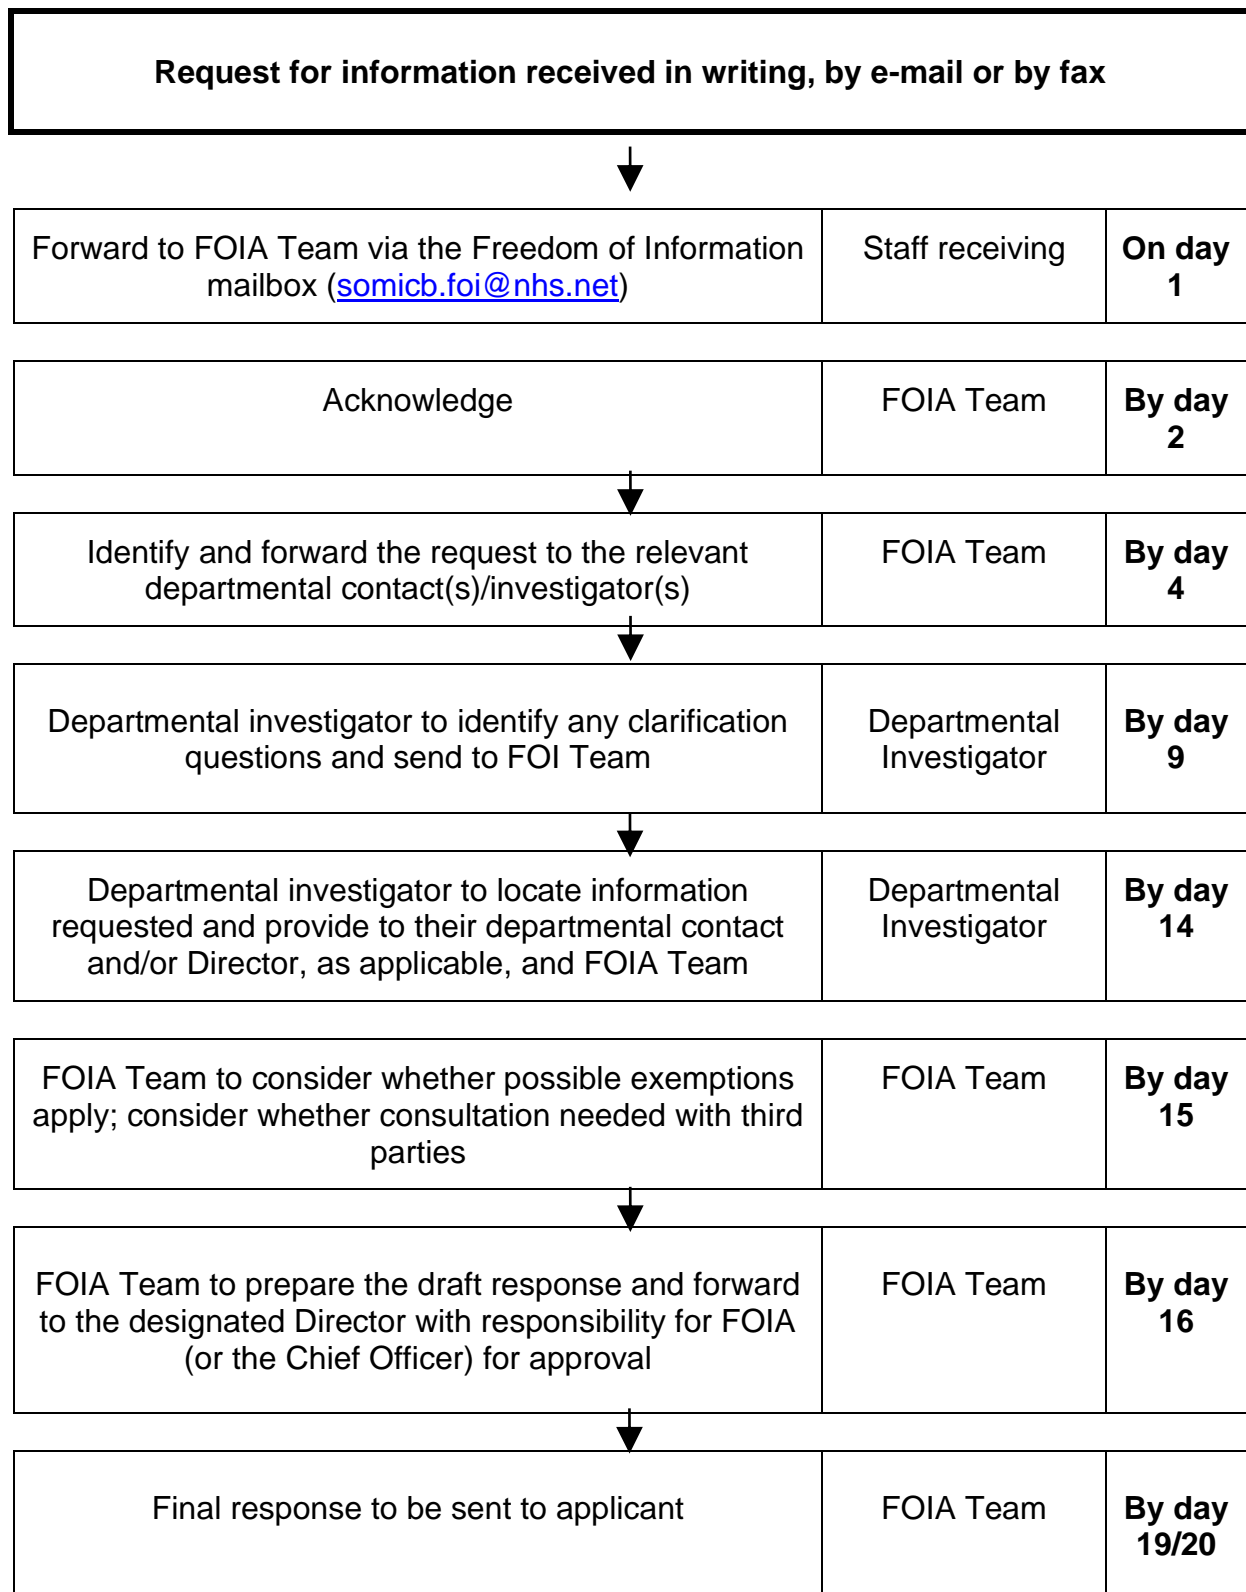 Request for information received in writing, by e-mail or by fax
Forward to FOIA Team via the Freedom of Information
mailbox (somicb.foi@nhs.net)
Staff receiving
On day
1
Acknowledge
FOIA Team
By day
2
Identify and forward the request to the relevant
departmental contact(s)/investigator(s)
FOIA Team
By day
4
Departmental investigator to identify any clarification
questions and send to FOI Team
Departmental
Investigator
By day
9
Departmental investigator to locate information
requested and provide to their departmental contact
and/or Director, as applicable, and FOIA Team
Departmental
Investigator
By day
14
FOIA Team to consider whether possible exemptions
apply; consider whether consultation needed with third
parties
FOIA Team
By day
15
FOIA Team to prepare the draft response and forward
to the designated Director with responsibility for FOIA
(or the Chief Officer) for approval
FOIA Team
By day
16
Final response to be sent to applicant
FOIA Team
By day
19/20